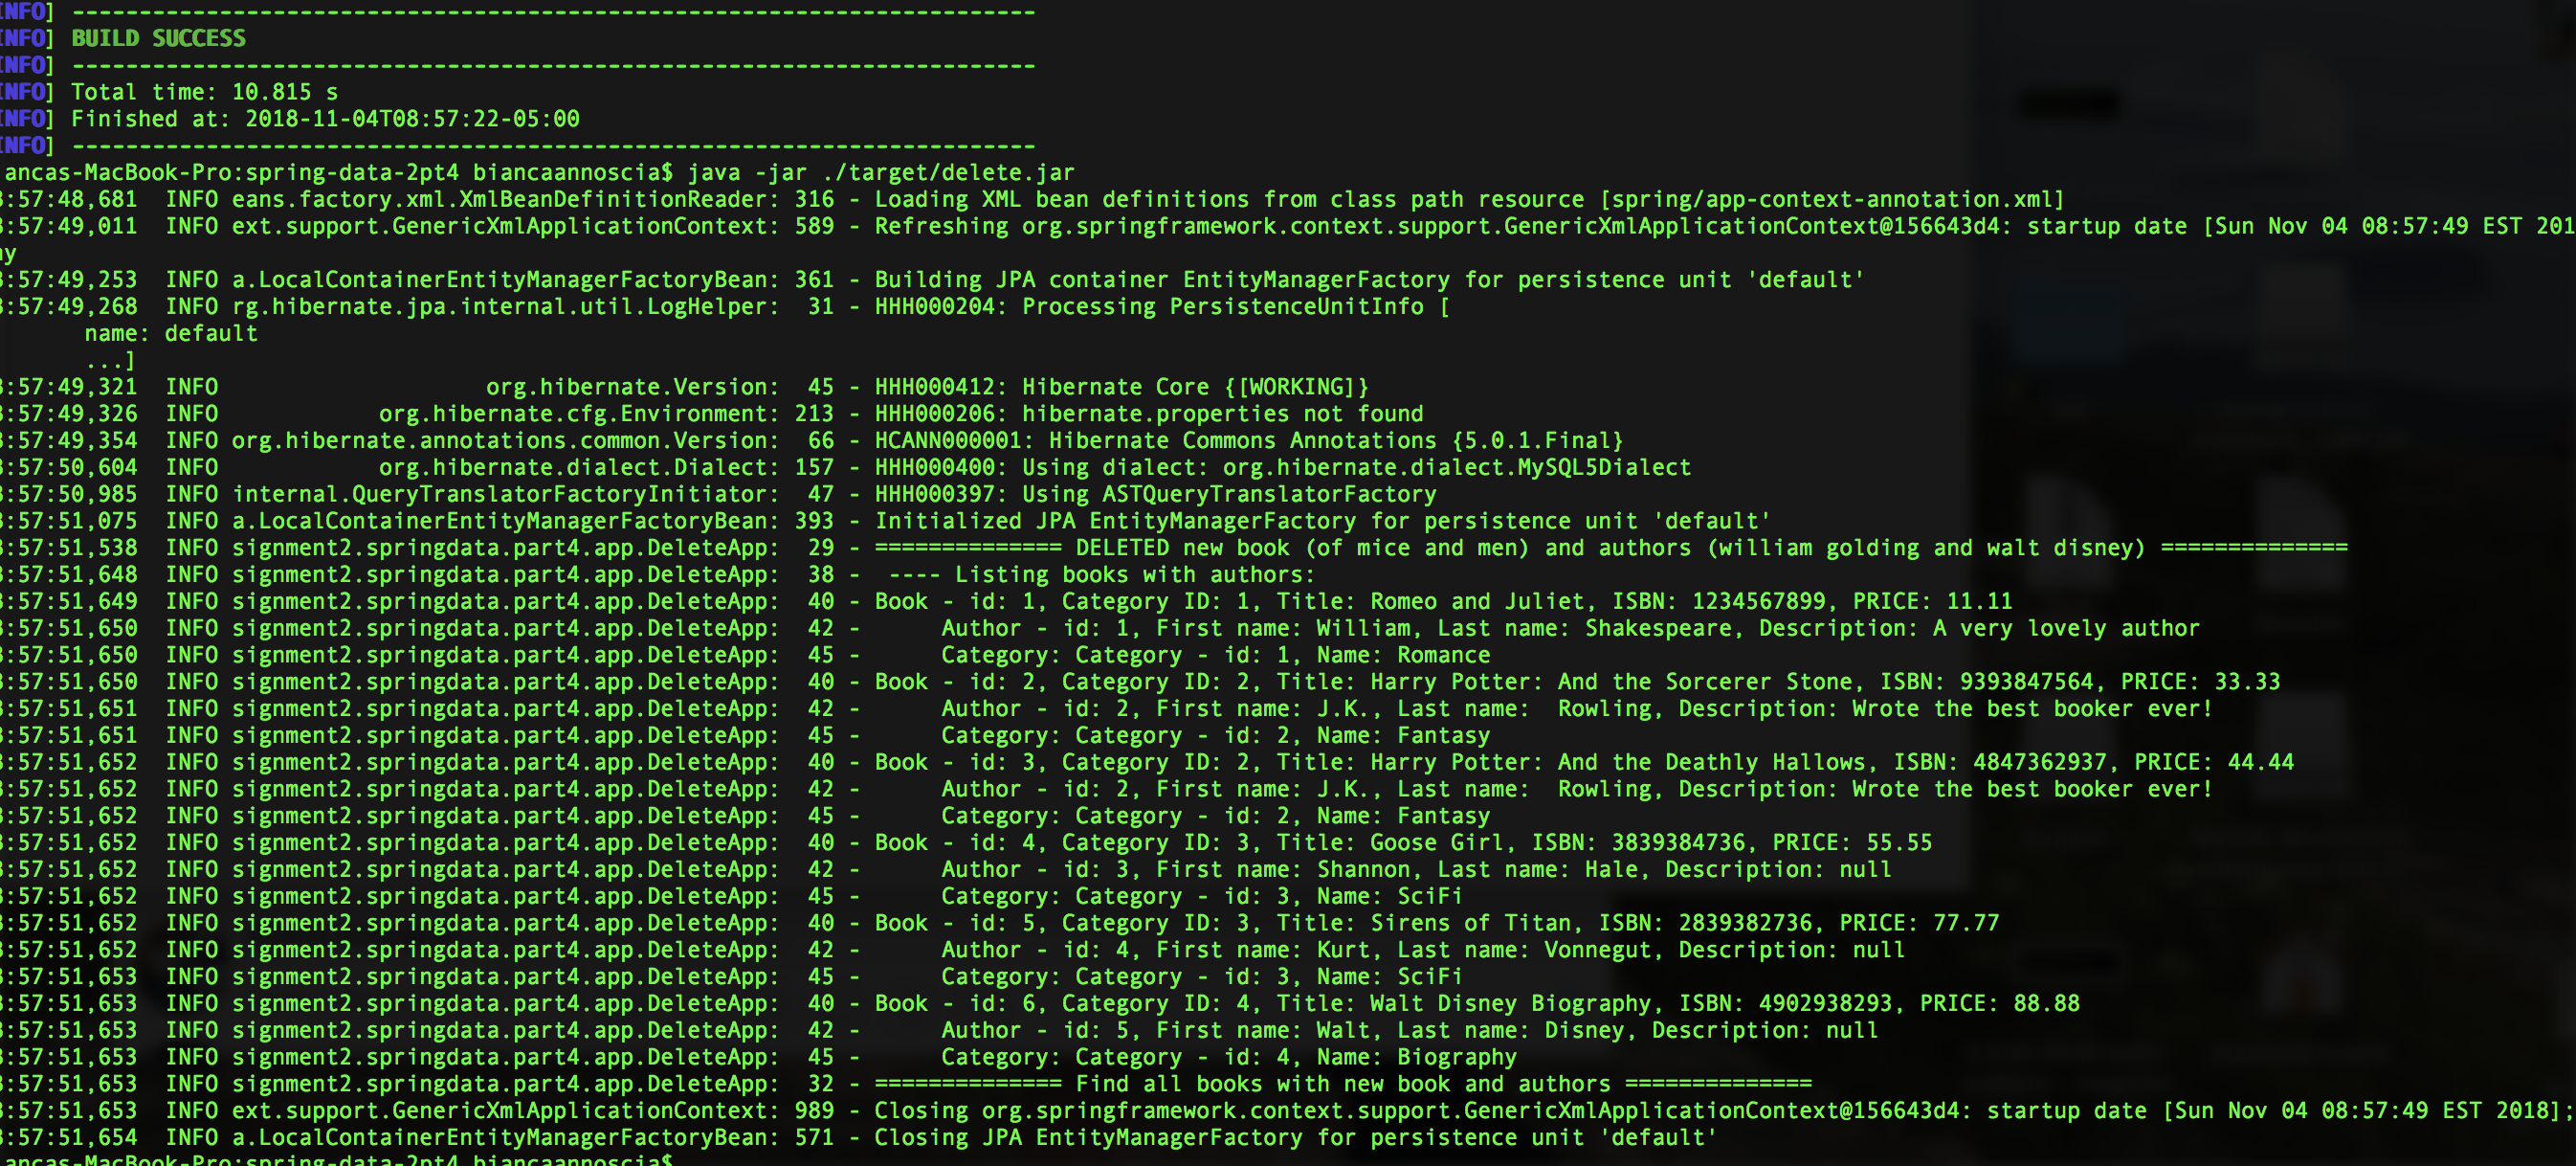 INFO] ------------------------------------------------------------------------
INFO] BUILD SUCCESS
INFO] ------------------------------------------------------------------------
INFO] Total time: 10.815 s
INFO] Finished at: 2018-11-04T08:57:22-05:00
INFO] ------------------------------------------------------------------------
ancas-MacBook-Pro:spring-data-2pt4 biancaannoscia$ java -jar ./target/delete.jar
:57:48,681  INFO eans.factory.xml.XmlBeanDefinitionReader: 316 - Loading XML bean definitions from class path resource [spring/app-context-annotation.xml]
:57:49,011  INFO ext.support.GenericXmlApplicationContext: 589 - Refreshing org.springframework.context.support.GenericXmlApplicationContext@156643d4: startup date [Sun Nov 04 08:57:49 EST 201
y
:57:49,253  INFO a.LocalContainerEntityManagerFactoryBean: 361 - Building JPA container EntityManagerFactory for persistence unit 'default'
:57:49,268  INFO rg.hibernate.jpa.internal.util.LogHelper:  31 - HHH000204: Processing PersistenceUnitInfo [
name: default
...]
:57:49,321  INFO                    org.hibernate.Version:  45 - HHH000412: Hibernate Core {[WORKING]}
:57:49,326  INFO            org.hibernate.cfg.Environment: 213 - HHH000206: hibernate.properties not found
:57:49,354  INFO org.hibernate.annotations.common.Version:  66 - HCANN000001: Hibernate Commons Annotations {5.0.1.Final}
:57:50,604  INFO            org.hibernate.dialect.Dialect: 157 - HHH000400: Using dialect: org.hibernate.dialect.MySQL5Dialect
:57:50,985  INFO internal.QueryTranslatorFactoryInitiator:  47 - HHH000397: Using ASTQueryTranslatorFactory
:57:51,075  INFO a.LocalContainerEntityManagerFactoryBean: 393 - Initialized JPA EntityManagerFactory for persistence unit 'default'
:57:51,538  INFO signment2.springdata.part4.app.DeleteApp:  29 - ============== DELETED new book (of mice and men) and authors (william golding and walt disney) ==============
:57:51,648  INFO signment2.springdata.part4.app.DeleteApp:  38 -  ---- Listing books with authors:
:57:51,649  INFO signment2.springdata.part4.app.DeleteApp:  40 - Book - id: 1, Category ID: 1, Title: Romeo and Juliet, ISBN: 1234567899, PRICE: 11.11
:57:51,650  INFO signment2.springdata.part4.app.DeleteApp:  42 -      Author - id: 1, First name: William, Last name: Shakespeare, Description: A very lovely author
:57:51,650  INFO signment2.springdata.part4.app.DeleteApp:  45 -      Category: Category - id: 1, Name: Romance
:57:51,650  INFO signment2.springdata.part4.app.DeleteApp:  40 - Book - id: 2, Category ID: 2, Title: Harry Potter: And the Sorcerer Stone, ISBN: 9393847564, PRICE: 33.33
:57:51,651  INFO signment2.springdata.part4.app.DeleteApp:  42 -      Author - id: 2, First name: J.K., Last name:  Rowling, Description: Wrote the best booker ever!
:57:51,651  INFO signment2.springdata.part4.app.DeleteApp:  45 -      Category: Category - id: 2, Name: Fantasy
:57:51,652  INFO signment2.springdata.part4.app.DeleteApp:  40 - Book - id: 3, Category ID: 2, Title: Harry Potter: And the Deathly Hallows, ISBN: 4847362937, PRICE: 44.44
:57:51,652  INFO signment2.springdata.part4.app.DeleteApp:  42 -      Author - id: 2, First name: J.K., Last name:  Rowling, Description: Wrote the best booker ever!
:57:51,652  INFO signment2.springdata.part4.app.DeleteApp:  45 -      Category: Category - id: 2, Name: Fantasy
:57:51,652  INFO signment2.springdata.part4.app.DeleteApp:  40 - Book - id: 4, Category ID: 3, Title: Goose Girl, ISBN: 3839384736, PRICE: 55.55
:57:51,652  INFO signment2.springdata.part4.app.DeleteApp:  42 -      Author - id: 3, First name: Shannon, Last name: Hale, Description: null
:57:51,652  INFO signment2.springdata.part4.app.DeleteApp:  45 -      Category: Category - id: 3, Name: SciFi
:57:51,652  INFO signment2.springdata.part4.app.DeleteApp:  40 - Book - id: 5, Category ID: 3, Title: Sirens of Titan, ISBN: 2839382736, PRICE: 77.77
:57:51,652  INFO signment2.springdata.part4.app.DeleteApp:  42 -      Author - id: 4, First name: Kurt, Last name: Vonnegut, Description: null
:57:51,653  INFO signment2.springdata.part4.app.DeleteApp:  45 -      Category: Category - id: 3, Name: SciFi
:57:51,653  INFO signment2.springdata.part4.app.DeleteApp:  40 - Book - id: 6, Category ID: 4, Title: Walt Disney Biography, ISBN: 4902938293, PRICE: 88.88
:57:51,653  INFO signment2.springdata.part4.app.DeleteApp:  42 -      Author - id: 5, First name: Walt, Last name: Disney, Description: null
:57:51,653  INFO signment2.springdata.part4.app.DeleteApp:  45 -      Category: Category - id: 4, Name: Biography
:57:51,653  INFO signment2.springdata.part4.app.DeleteApp:  32 - ============== Find all books with new book and authors ==============
:57:51,653  INFO ext.support.GenericXmlApplicationContext: 989 - Closing org.springframework.context.support.GenericXmlApplicationContext@156643d4: startup date [Sun Nov 04 08:57:49 EST 2018];
:57:51,654  INFO a.LocalContainerEntityManagerFactoryBean: 571 - Closing JPA EntityManagerFactory for persistence unit 'default'
ancas-MacBook-Pro:spring-data-2pt4 biancaannoscia$